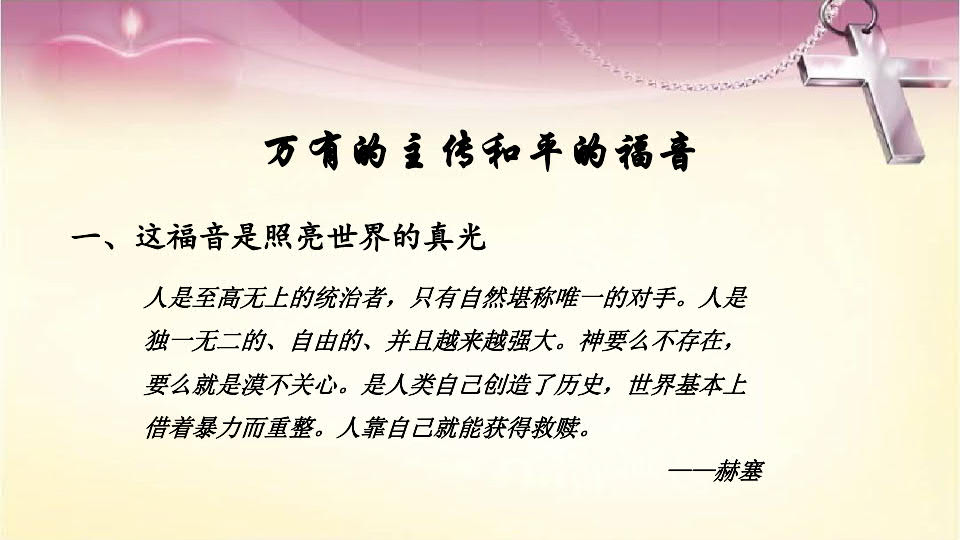 万有的主传和平的福音
一、这福音是照亮世界的真光
人是至高无上的统治者，只有自然堪称唯一的对手。人是
独一无二的、自由的、并且越来越强大。神要么不存在，
要么就是漠不关心。是人类自己创造了历史，世界基本上
借着暴力而重整。人靠自己就能获得救赎。
——赫塞